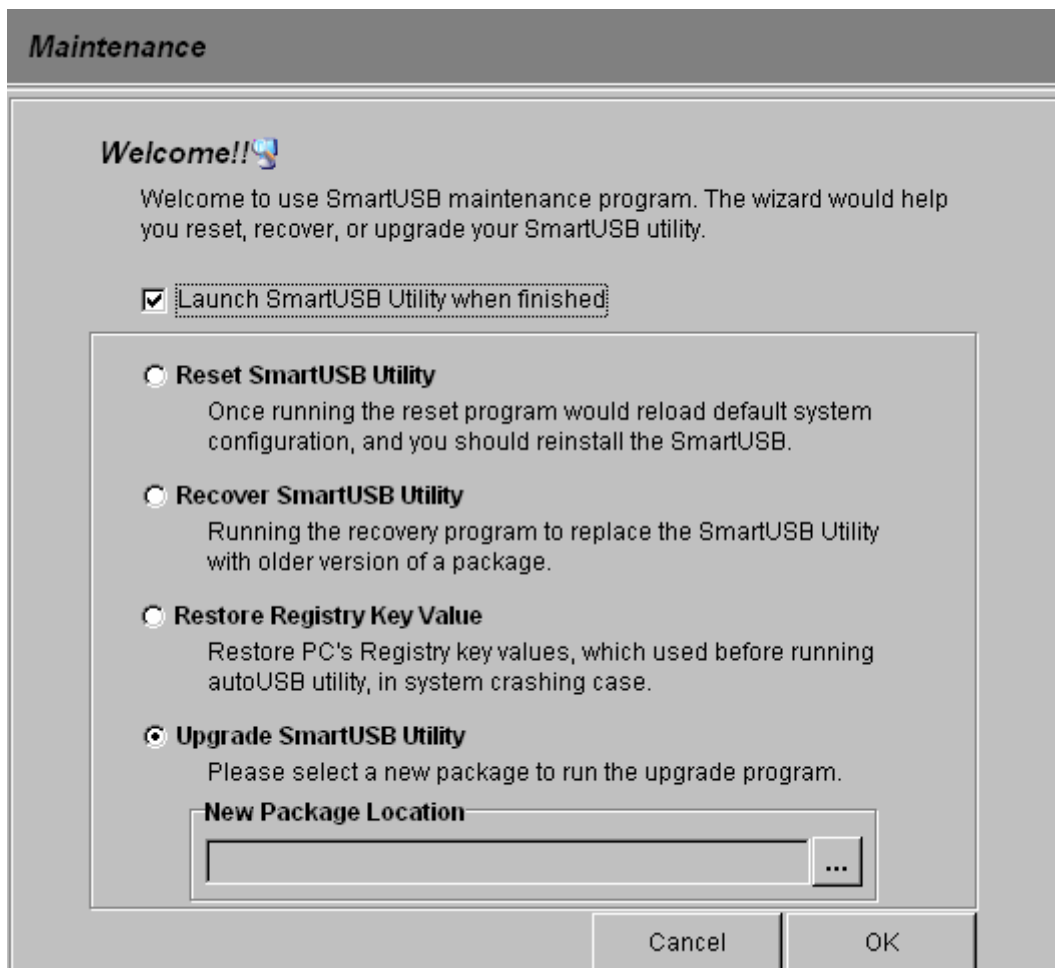 Maintenance
Welcome!!
Welcome to use SmartUSB maintenance program. The wizard would help
you reset, recover, or upgrade your SmartUSB utility.
Launch SmartUSB Utility when finished
Reset SmartUSB Utility
Once running the reset program would reload default system
configuration, and you should reinstall the SmartUSB.
Recover SmartUSB Utility
Running the recovery program to replace the SmartUSB Utility
with older version of a package.
Restore Registry Key Value
Restore PC's Registry key values, which used before running
autoUSB utility, in system crashing case.
Upgrade SmartUSB Utility
Please select a new package to run the upgrade program.
New Package Location
...
Cancel
OK